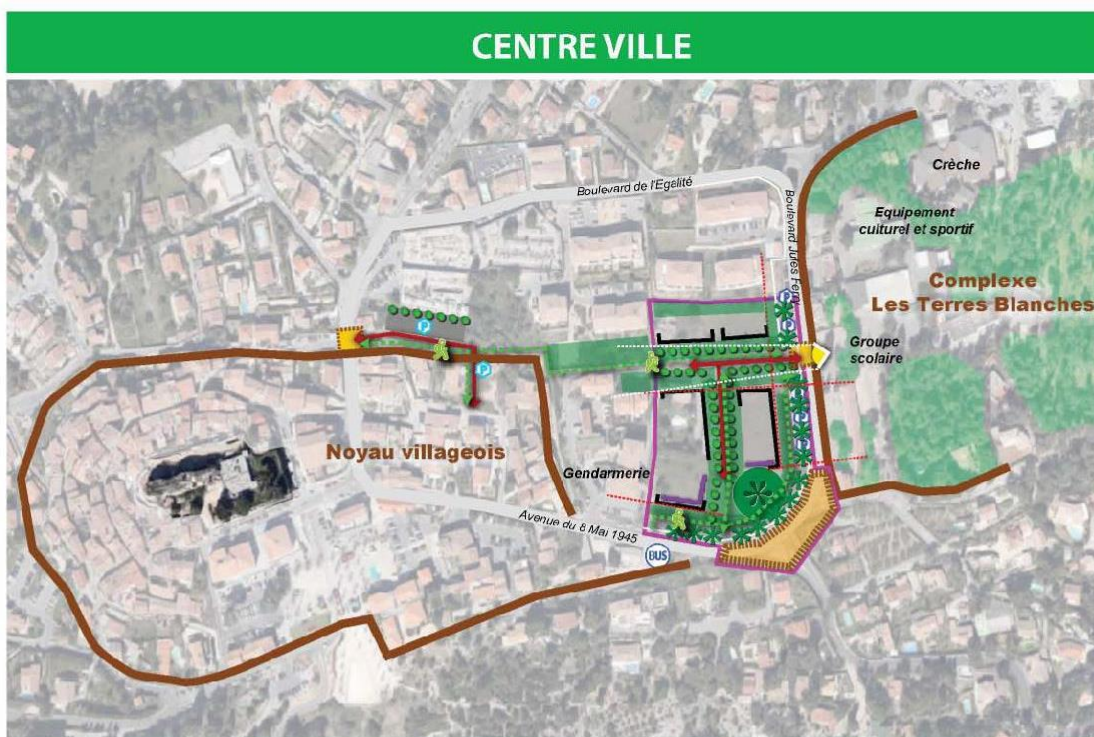 CENTRE VILLE
Crèche
Boulevard de l'Egalité
Boulevard Jules Ferry
Equipement
culturel et sportif
Complexe
Les Terres Blanches
P
P
P
Groupe
scolaire
P
Noyau villageois
Gendarmerie
P
Avenue du 8 Mai 1945
BUS